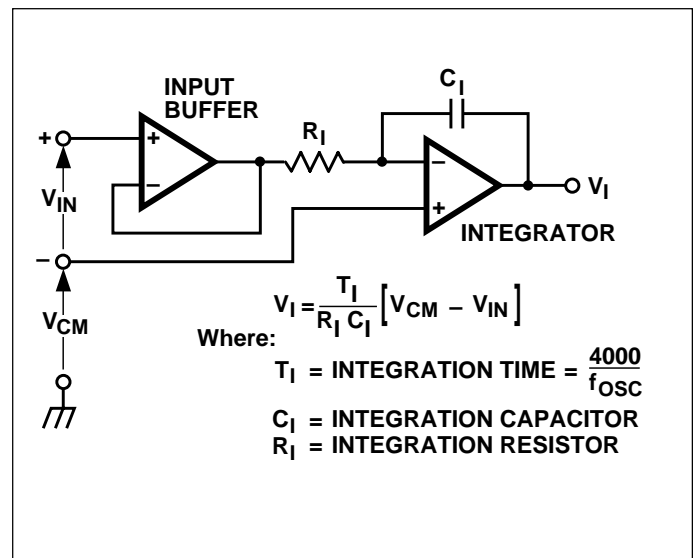 INPUT
BUFFER
C_I
R_I
+
+
−
−
+
V_IN
V_I
INTEGRATOR
−
V_CM
V_I = T_I / R_I C_I [V_CM − V_IN]
Where:
T_I = INTEGRATION TIME = 4000 / f_OSC
C_I = INTEGRATION CAPACITOR
R_I = INTEGRATION RESISTOR